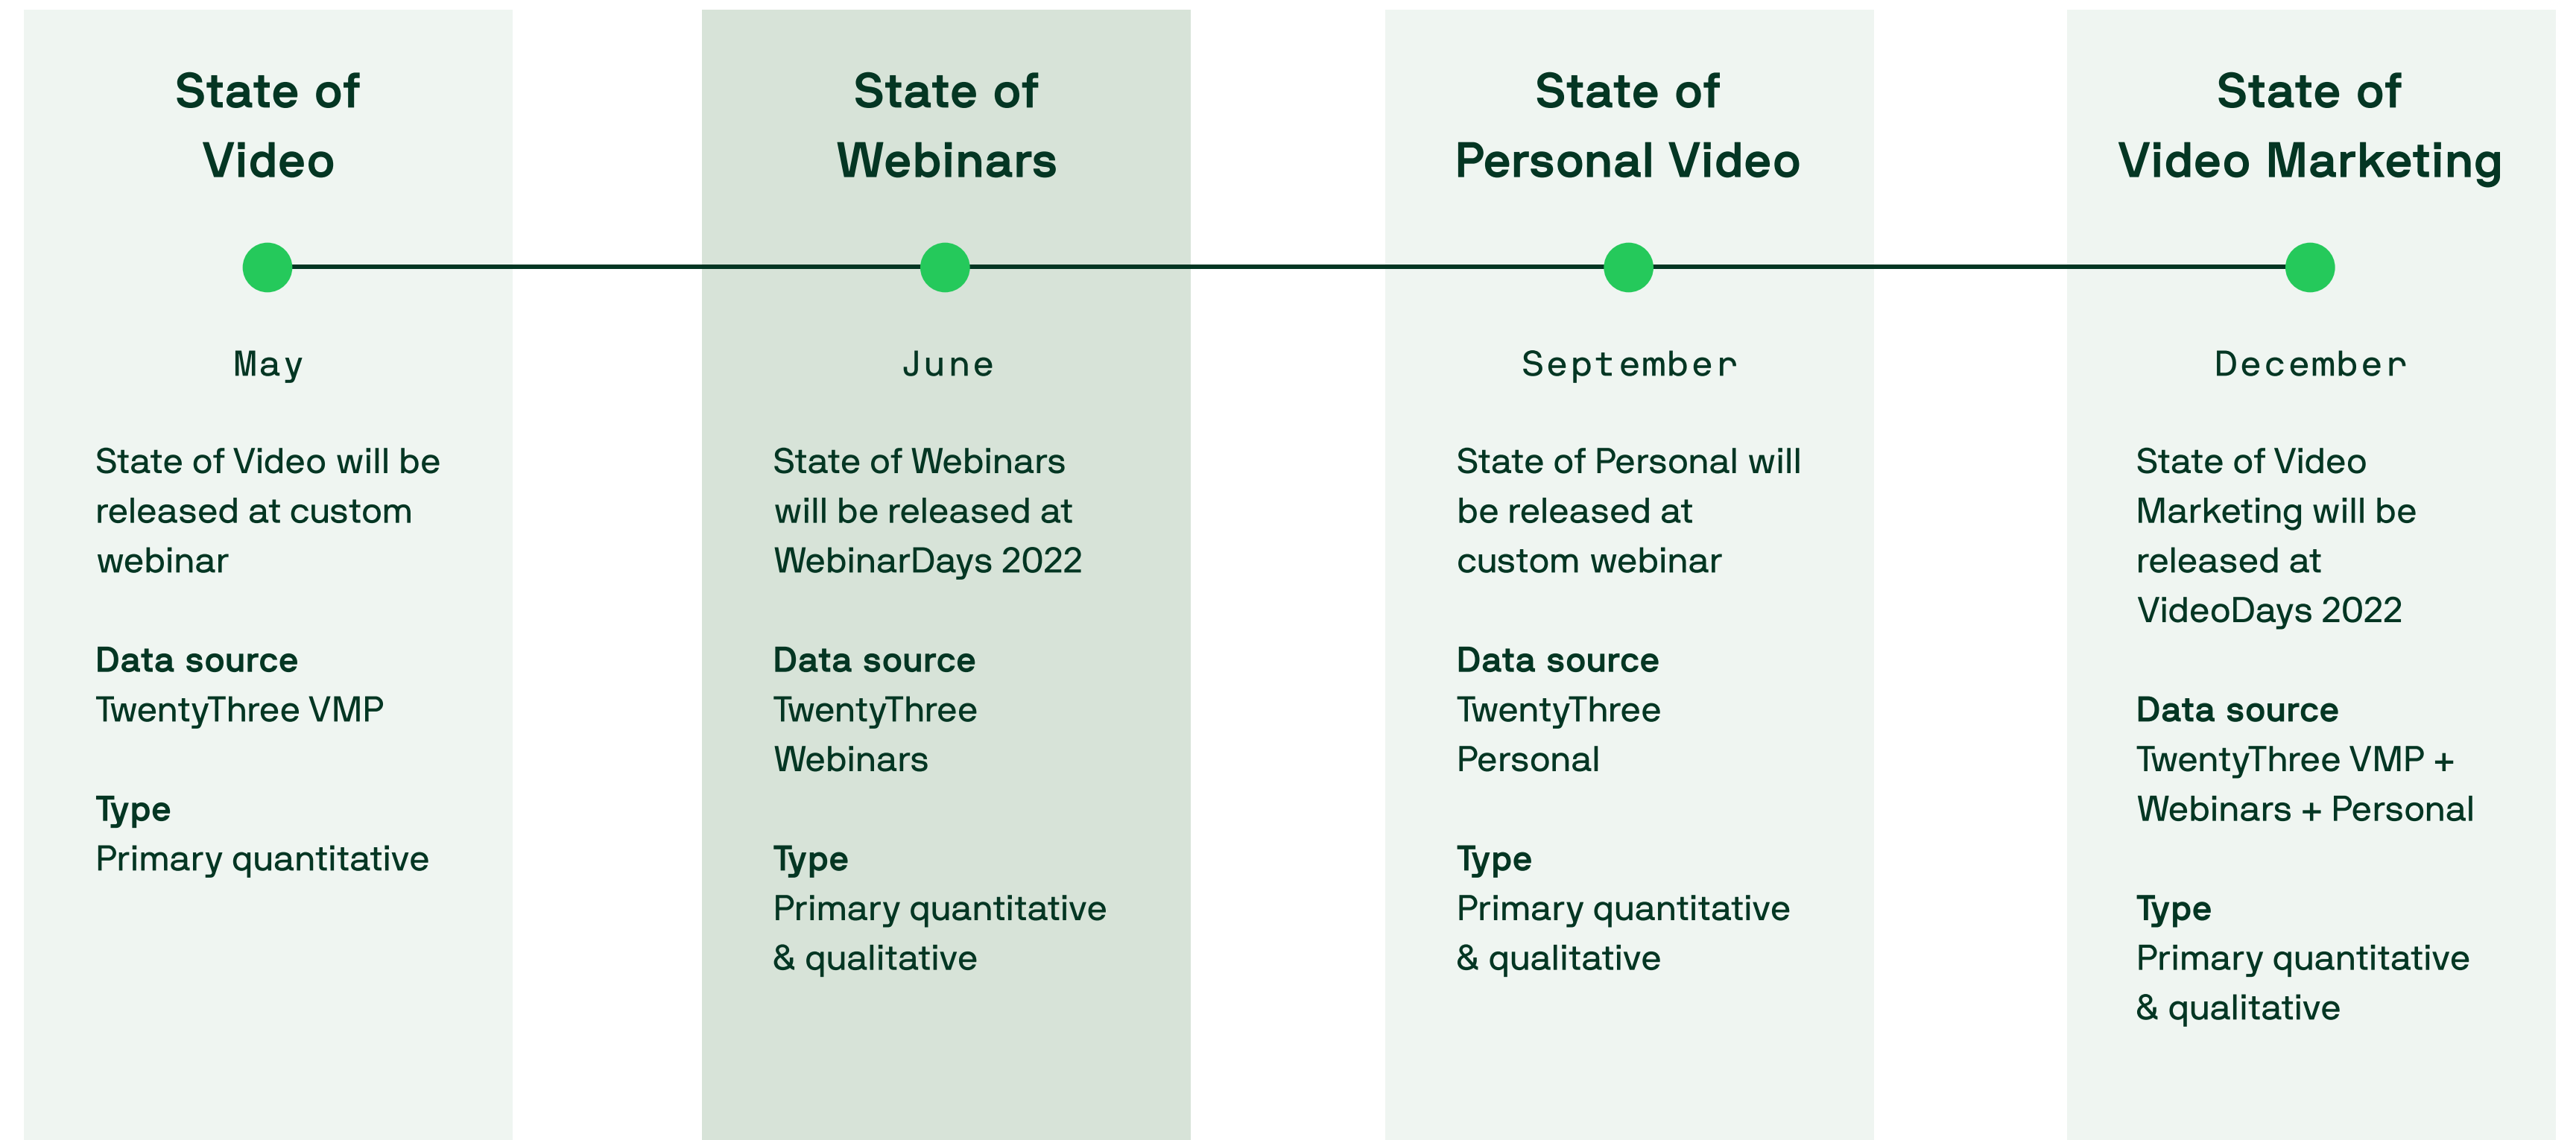 State of
Video
May
State of Video will be
released at custom
webinar
Data source
TwentyThree VMP
Type
Primary quantitative
State of
Webinars
June
State of Webinars
will be released at
WebinarDays 2022
Data source
TwentyThree
Webinars
Type
Primary quantitative
& qualitative
State of
Personal Video
September
State of Personal will
be released at
custom webinar
Data source
TwentyThree
Personal
Type
Primary quantitative
& qualitative
State of
Video Marketing
December
State of Video
Marketing will be
released at
VideoDays 2022
Data source
TwentyThree VMP +
Webinars + Personal
Type
Primary quantitative
& qualitative